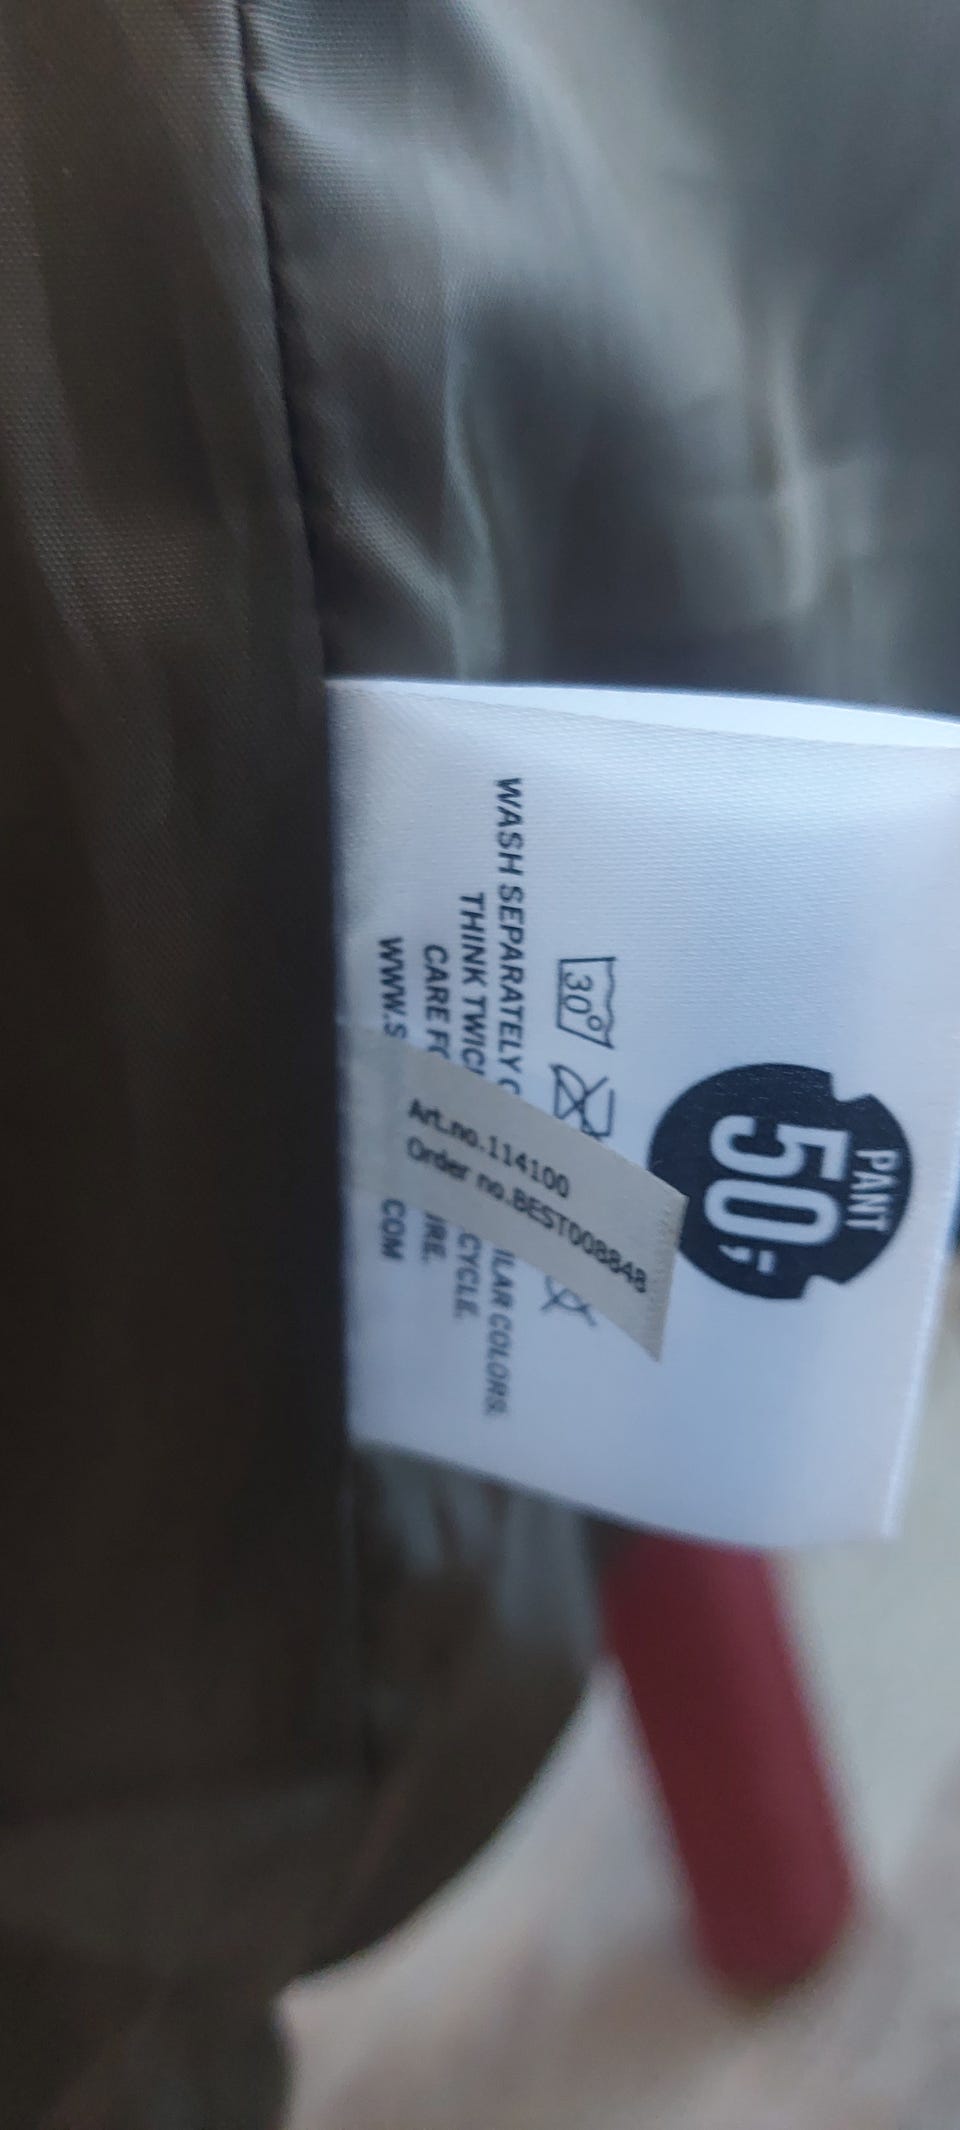 PANT
50,-
30°
WASH SEPARATELY
ILAR COLORS.
THINK TWIC
CYCLE.
CARE F
IRE.
WWW.S
COM
Art.no.114100
Order no.BEST008848